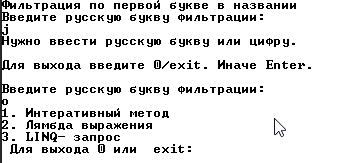 Фильтрация по первой букве в названии
Введите русскую букву фильтрации:
j
Нужно ввести русскую букву или цифру.
Для выхода введите 0/exit. Иначе Enter.
Введите русскую букву фильтрации:
о
1. Интеративный метод
2. Лямбда выражения
3. LINQ- запрос
Для выхода 0 или  exit: